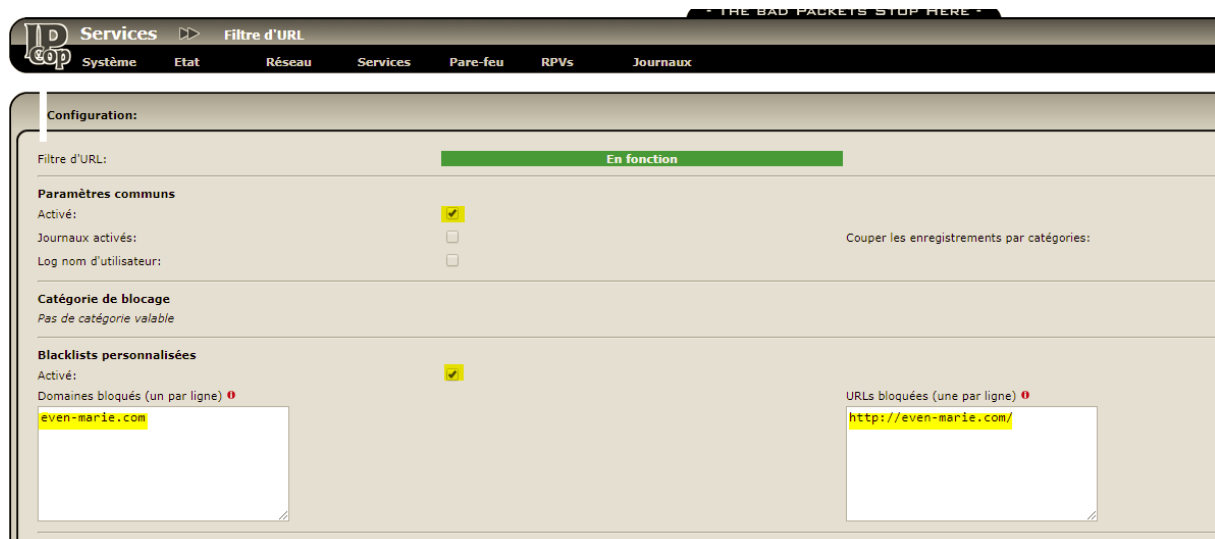 - THE BAD PACKETS STOP HERE -
IPCop
Services Filtre d'URL
Système Etat Réseau Services Pare-feu RPVs Journaux
Configuration:
Filtre d'URL: En fonction
Paramètres communs
Activé:
Journaux activés: Couper les enregistrements par catégories:
Log nom d'utilisateur:
Catégorie de blocage
Pas de catégorie valable
Blacklists personnalisées
Activé:
Domaines bloqués (un par ligne) URLs bloquées (une par ligne)
even-marie.com http://even-marie.com/